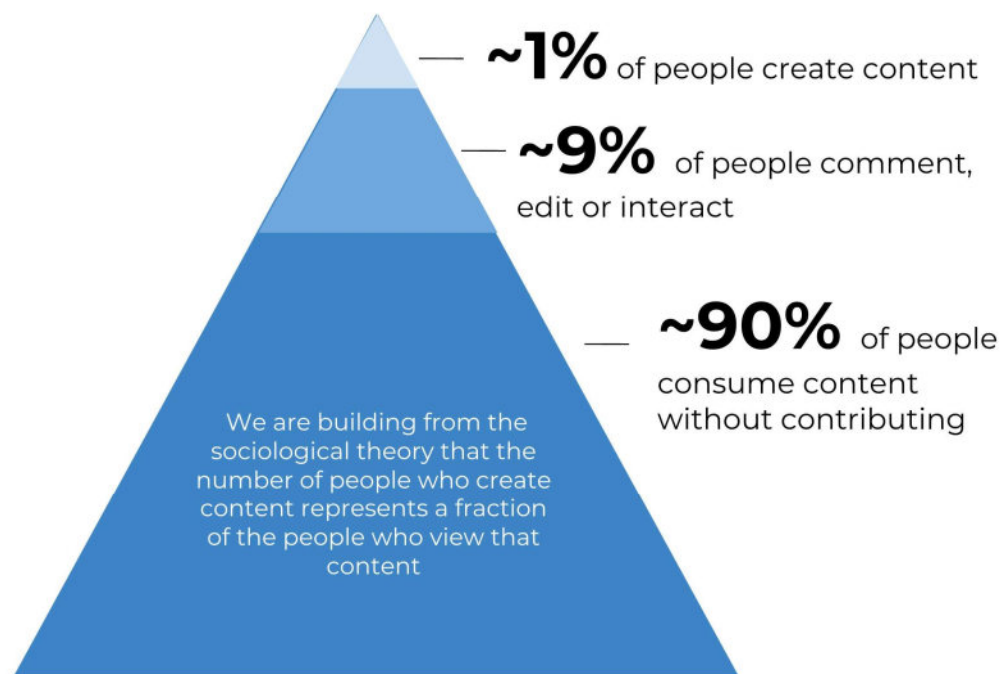 ~1% of people create content
~9% of people comment,
edit or interact
~90% of people
consume content
without contributing
We are building from the
sociological theory that the
number of people who create
content represents a fraction
of the people who view that
content